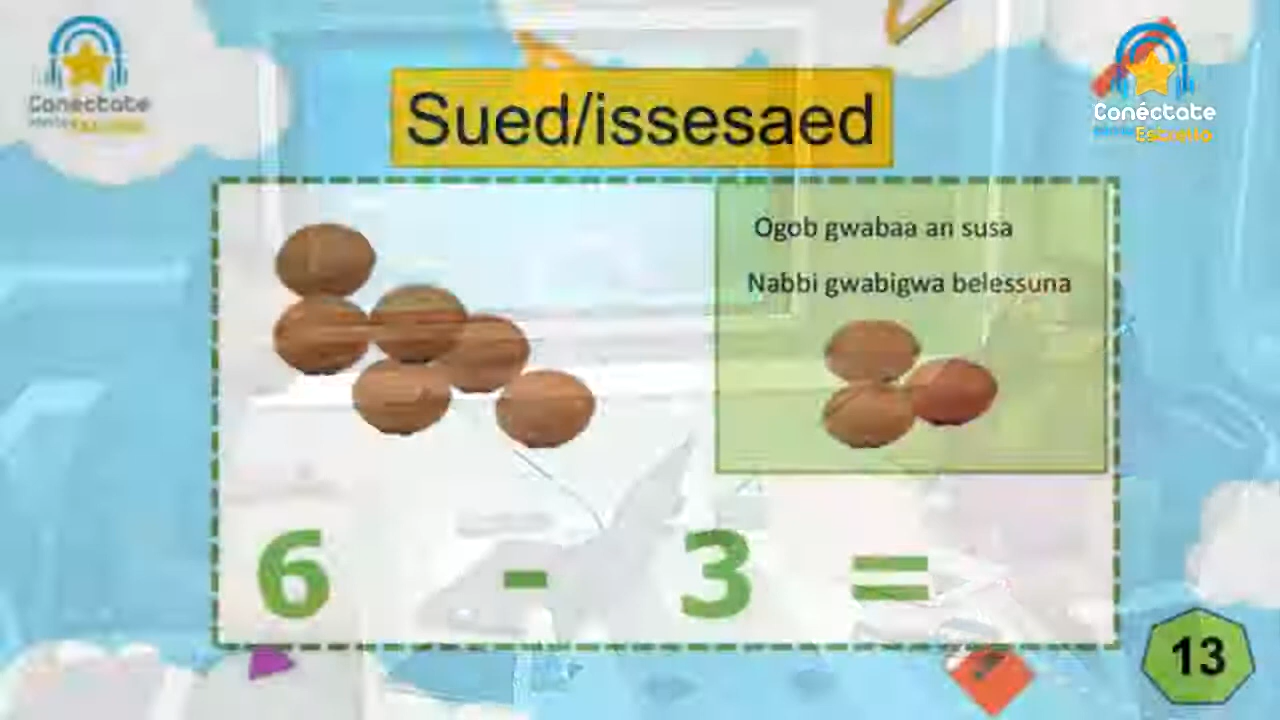 Conéctate
Conéctate
Estrella
Sued/issesaed
Ogob gwabaa an susa
Nabbi gwabigwa belessuna
6 - 3 =
13